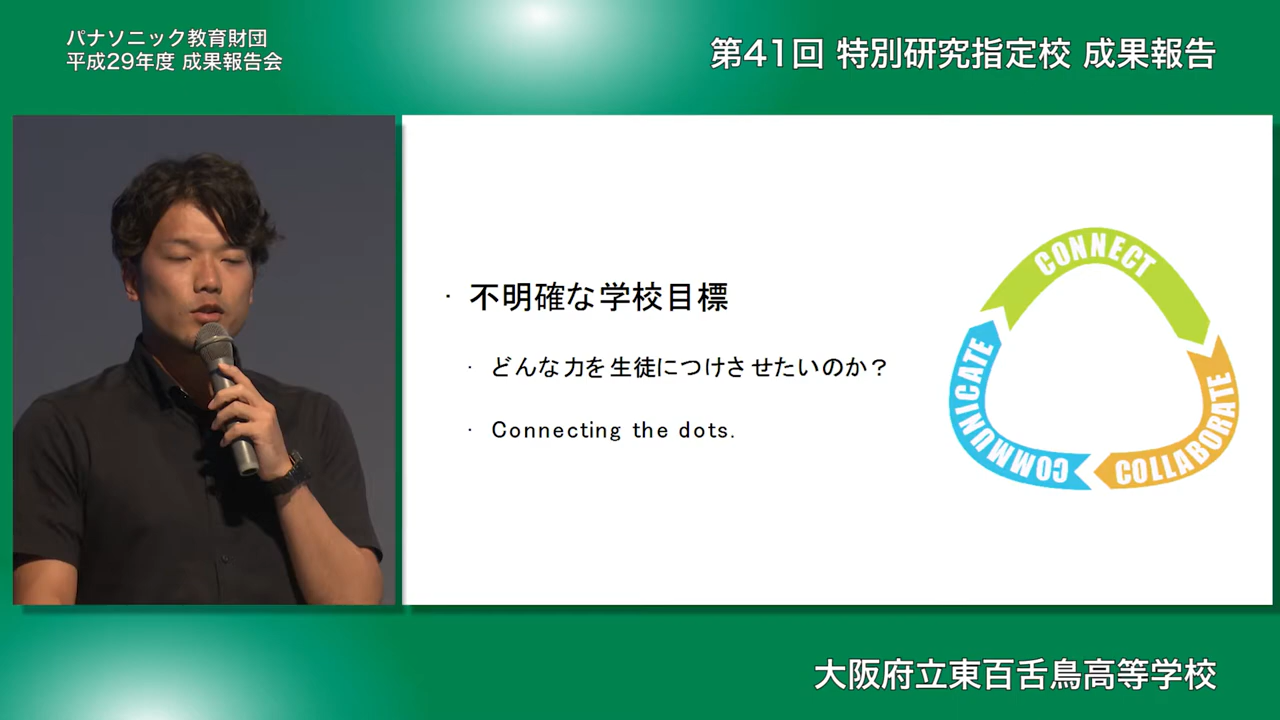 パナソニック教育財団
平成29年度 成果報告会
第41回 特別研究指定校 成果報告
・ 不明確な学校目標
・ どんな力を生徒につけさせたいのか？
・ Connecting the dots.
CONNECT
COLLABORATE
COMMUNICATE
大阪府立東百舌鳥高等学校